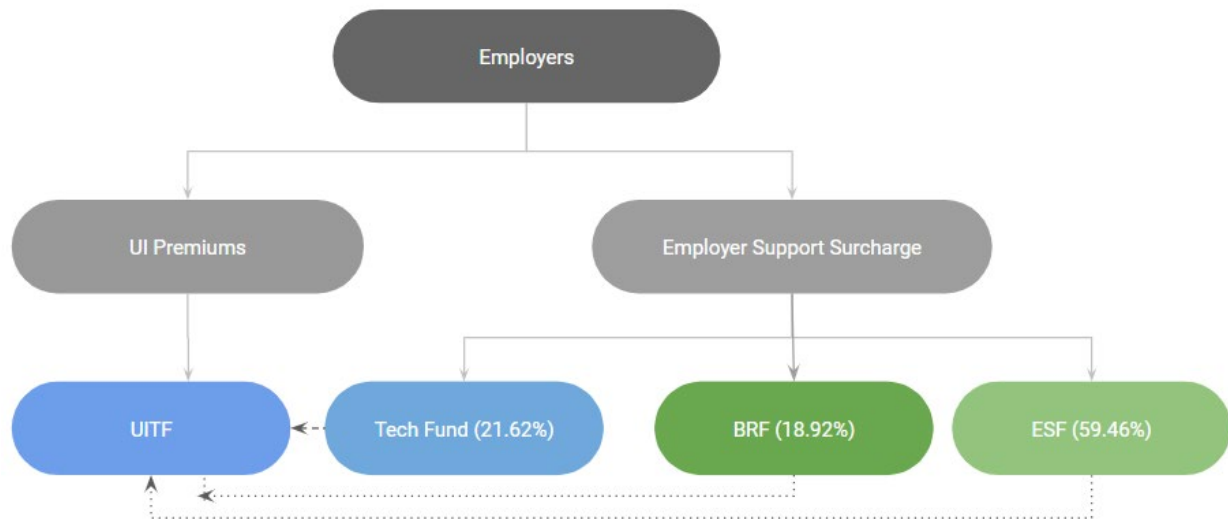 Employers
UI Premiums
Employer Support Surcharge
UITF
Tech Fund (21.62%)
BRF (18.92%)
ESF (59.46%)